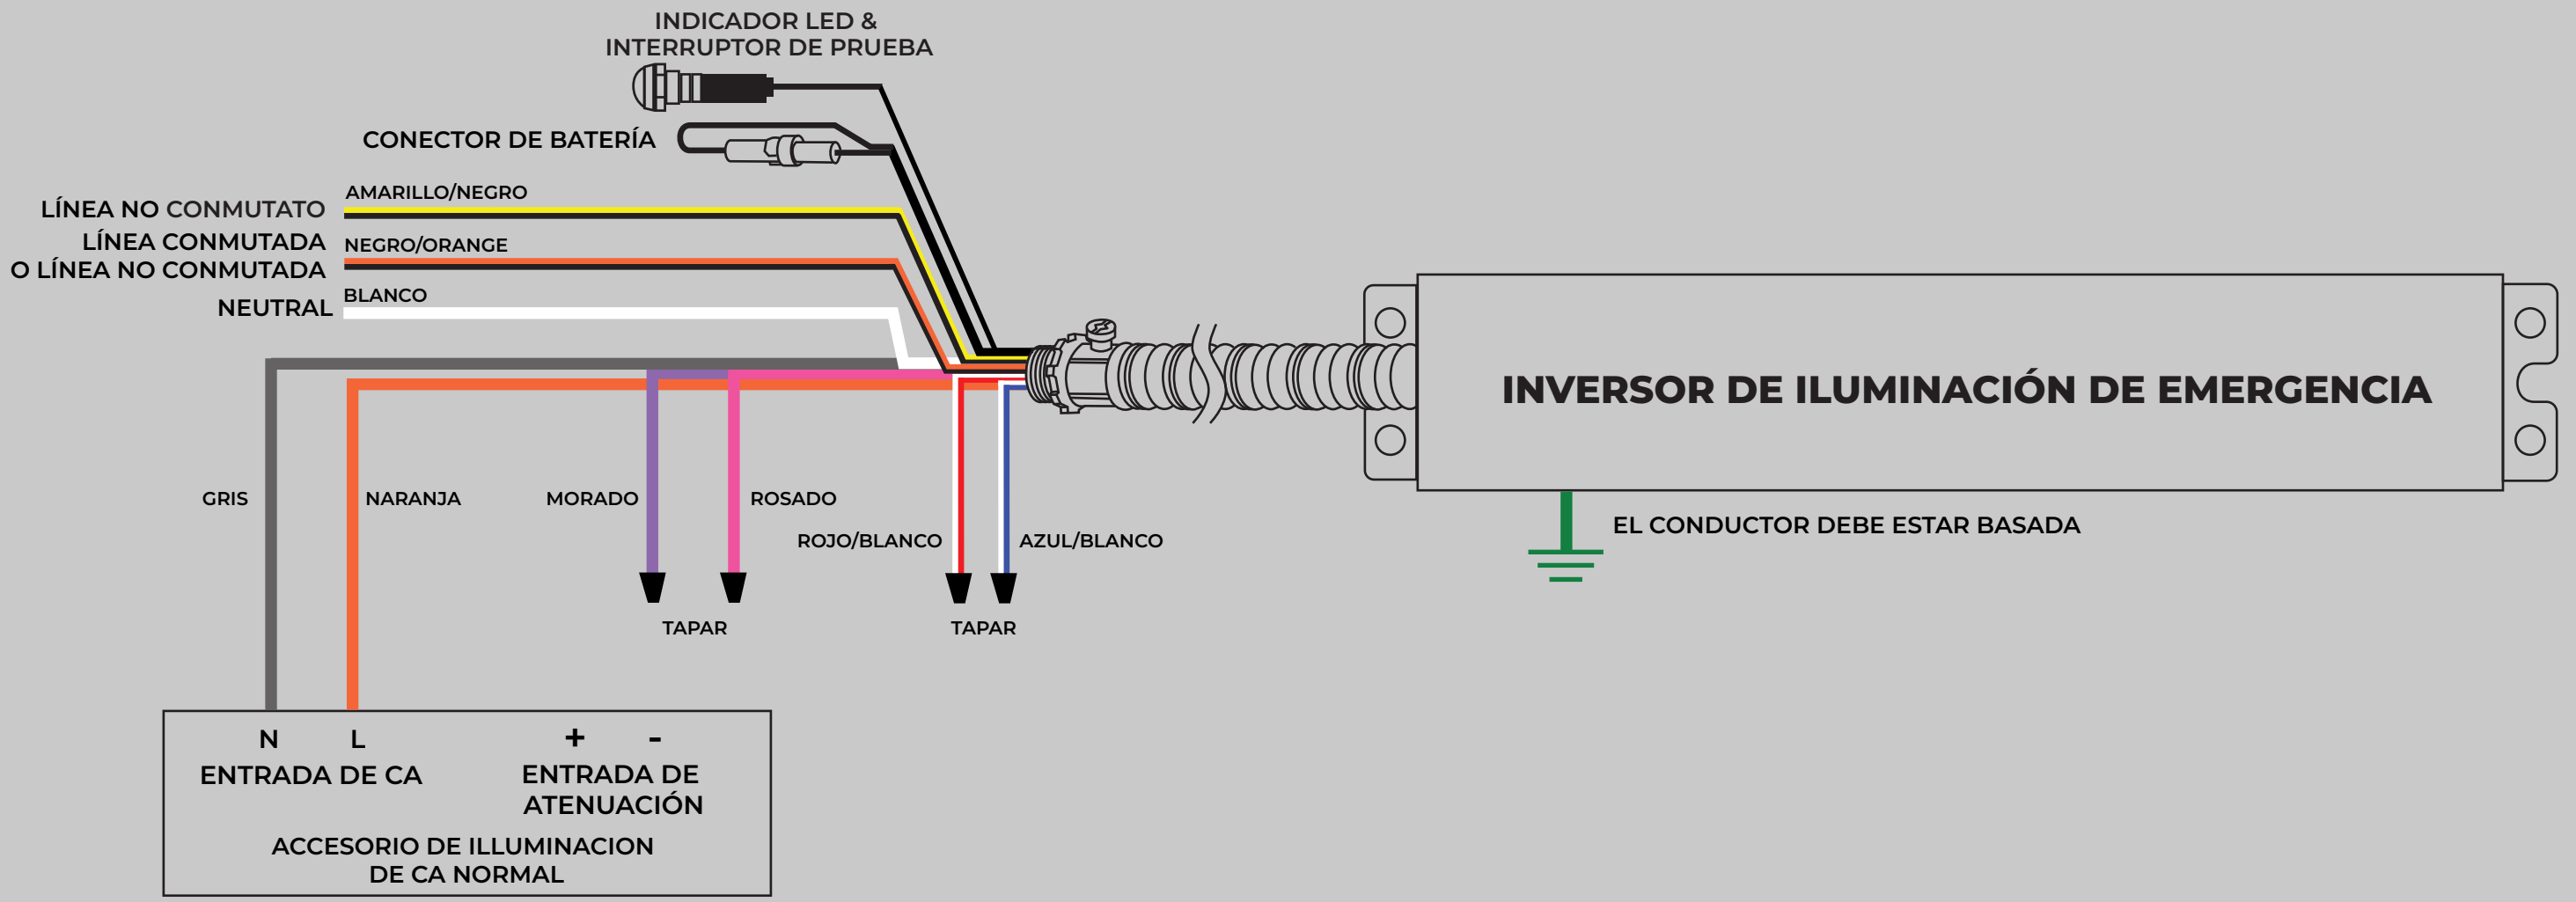 INDICADOR LED &
INTERRUPTOR DE PRUEBA
CONECTOR DE BATERÍA
AMARILLO/NEGRO
LÍNEA NO CONMUTATO
LÍNEA CONMUTADA
O LÍNEA NO CONMUTADA
NEGRO/ORANGE
BLANCO
NEUTRAL
INVERSOR DE ILUMINACIÓN DE EMERGENCIA
GRIS
NARANJA
MORADO
ROSADO
ROJO/BLANCO
AZUL/BLANCO
EL CONDUCTOR DEBE ESTAR BASADA
TAPAR
TAPAR
N L
ENTRADA DE CA
+ -
ENTRADA DE
ATENUACIÓN
ACCESORIO DE ILLUMINACION
DE CA NORMAL